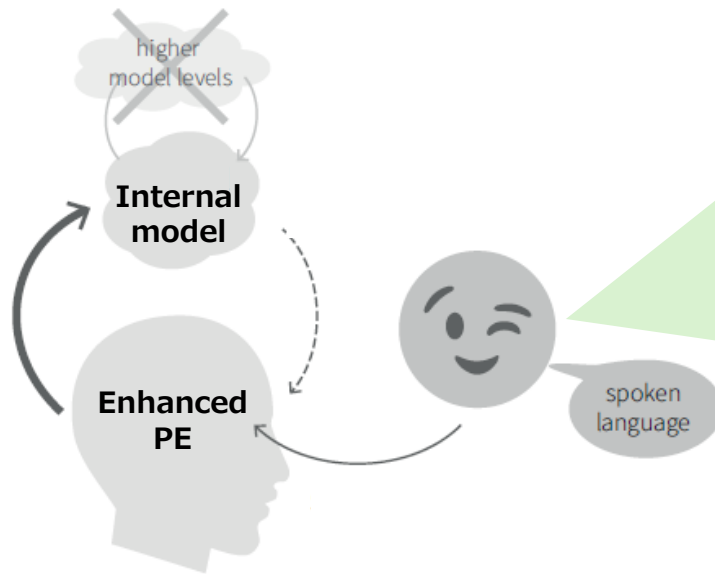 higher
model levels
Internal
model
Enhanced
PE
spoken
language